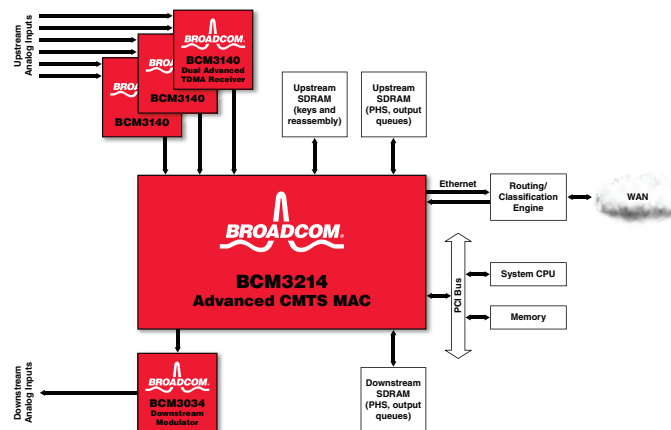 Upstream
Analog Inputs
BROADCOM
BCM3140
Dual Advanced
TDMA Receiver
BCM3140
BCM3140
Upstream
SDRAM
(keys and
reassembly)
Upstream
SDRAM
(PHS, output
queues)
BROADCOM®
BCM3214
Advanced CMTS MAC
Ethernet
Routing/
Classification
Engine
WAN
PCI Bus
System CPU
Memory
Downstream
Analog Inputs
BROADCOM
BCM3034
Downstream
Modulator
Downstream
SDRAM
(PHS, output
queues)